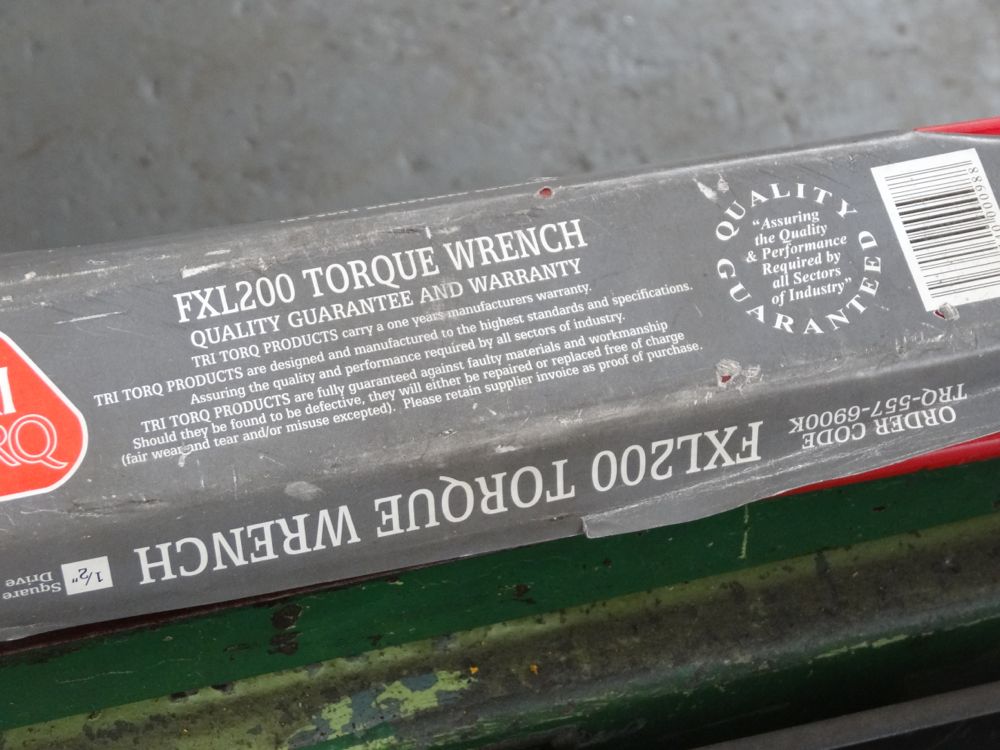 FXL200 TORQUE WRENCH
QUALITY GUARANTEE AND WARRANTY
TRI TORQ PRODUCTS carry a one years manufacturers warranty.
TRI TORQ PRODUCTS are designed and manufactured to the highest standards and specifications.
Assuring the quality and performance required by all sectors of industry.
TRI TORQ PRODUCTS are fully guaranteed against faulty materials and workmanship
Should they be found to be defective, they will either be repaired or replaced free of charge
(fair wear and tear and/or misuse excepted). Please retain supplier invoice as proof of purchase.
QUALITY
"Assuring
the Quality
& Performance
Required by
all Sectors
of Industry"
GUARANTEED
ORDER CODE
TRQ-557-6900K
FXL200 TORQUE WRENCH
1/2"
Square
Drive